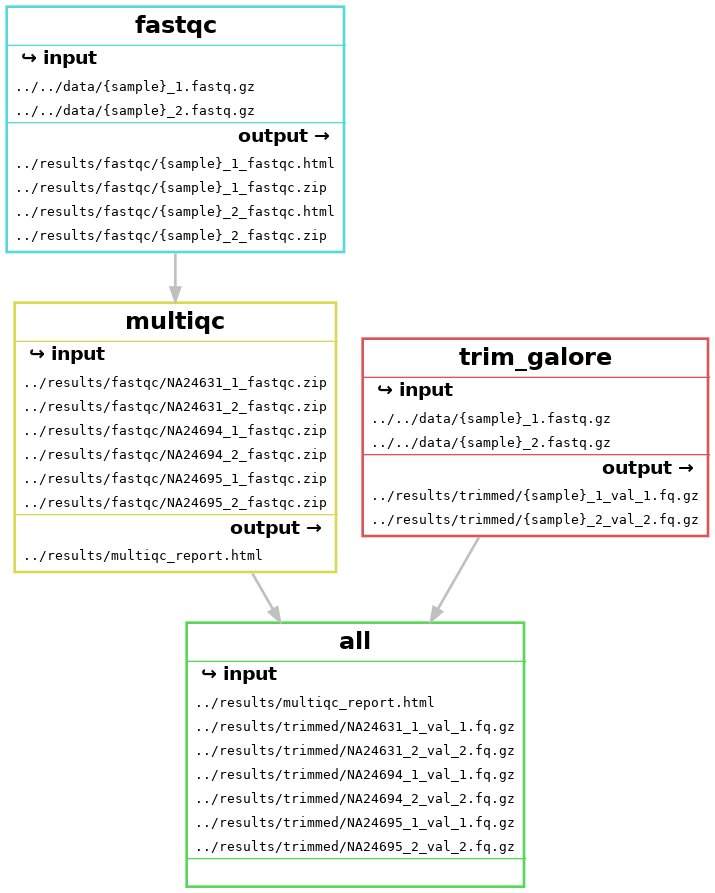 fastqc
↪ input
../../data/{sample}_1.fastq.gz
../../data/{sample}_2.fastq.gz
output →
../results/fastqc/{sample}_1_fastqc.html
../results/fastqc/{sample}_1_fastqc.zip
../results/fastqc/{sample}_2_fastqc.html
../results/fastqc/{sample}_2_fastqc.zip
multiqc
↪ input
../results/fastqc/NA24631_1_fastqc.zip
../results/fastqc/NA24631_2_fastqc.zip
../results/fastqc/NA24694_1_fastqc.zip
../results/fastqc/NA24694_2_fastqc.zip
../results/fastqc/NA24695_1_fastqc.zip
../results/fastqc/NA24695_2_fastqc.zip
output →
../results/multiqc_report.html
trim_galore
↪ input
../../data/{sample}_1.fastq.gz
../../data/{sample}_2.fastq.gz
output →
../results/trimmed/{sample}_1_val_1.fq.gz
../results/trimmed/{sample}_2_val_2.fq.gz
all
↪ input
../results/multiqc_report.html
../results/trimmed/NA24631_1_val_1.fq.gz
../results/trimmed/NA24631_2_val_2.fq.gz
../results/trimmed/NA24694_1_val_1.fq.gz
../results/trimmed/NA24694_2_val_2.fq.gz
../results/trimmed/NA24695_1_val_1.fq.gz
../results/trimmed/NA24695_2_val_2.fq.gz